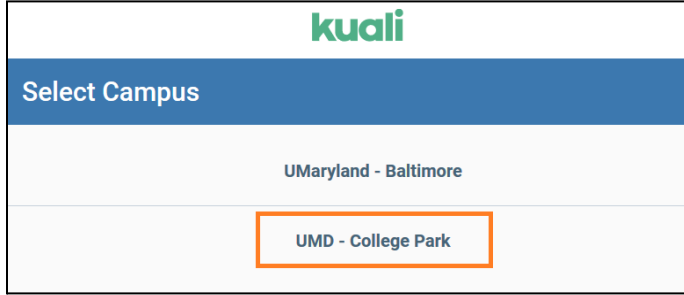 kuali
Select Campus
UMaryland - Baltimore
UMD - College Park